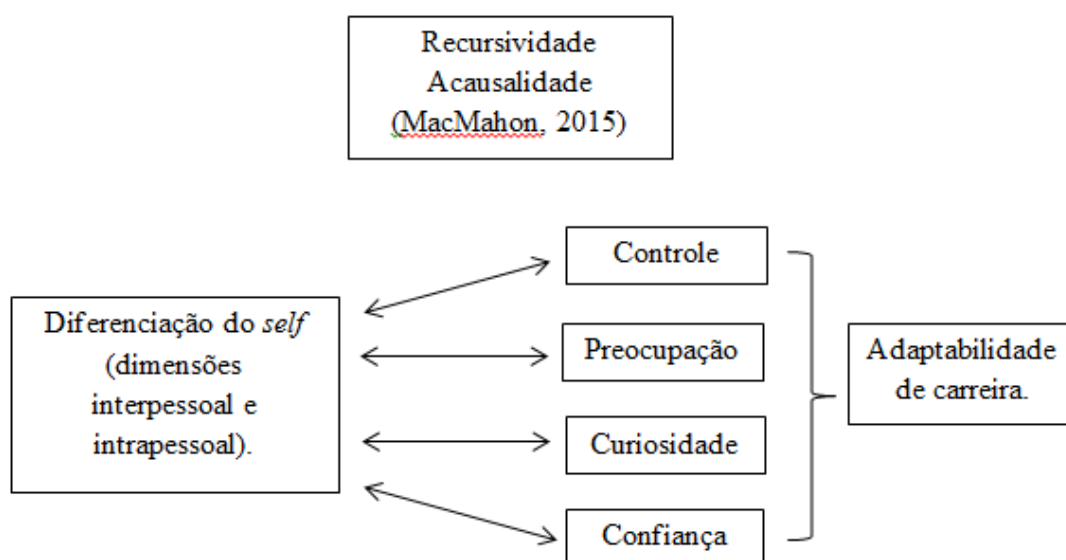 Recursividade
Acausalidade
(MacMahon, 2015)
Controle
Diferenciação do self
(dimensões
interpessoal e
intrapessoal).
Preocupação
Adaptabilidade
de carreira.
Curiosidade
Confiança